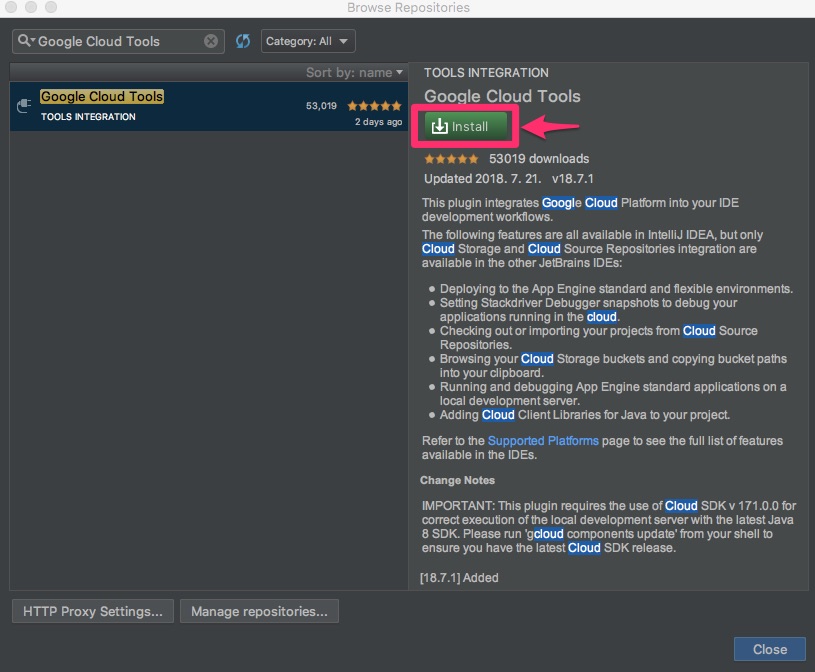 Browse Repositories
Google Cloud Tools
Category: All
Sort by: name
Google Cloud Tools
TOOLS INTEGRATION
53,019
2 days ago
TOOLS INTEGRATION
Google Cloud Tools
Install
53019 downloads
Updated 2018. 7. 21. v18.7.1
This plugin integrates Google Cloud Platform into your IDE
development workflows.
The following features are all available in IntelliJ IDEA, but only
Cloud Storage and Cloud Source Repositories integration are
available in the other JetBrains IDEs:
Deploying to the App Engine standard and flexible environments.
Setting Stackdriver Debugger snapshots to debug your
applications running in the cloud.
Checking out or importing your projects from Cloud Source
Repositories.
Browsing your Cloud Storage buckets and copying bucket paths
into your clipboard.
Running and debugging App Engine standard applications on a
local development server.
Adding Cloud Client Libraries for Java to your project.
Refer to the Supported Platforms page to see the full list of features
available in the IDEs.
Change Notes
IMPORTANT: This plugin requires the use of Cloud SDK v 171.0.0 for
correct execution of the local development server with the latest Java
8 SDK. Please run 'gcloud components update' from your shell to
ensure you have the latest Cloud SDK release.
[18.7.1] Added
HTTP Proxy Settings...
Manage repositories...
Close